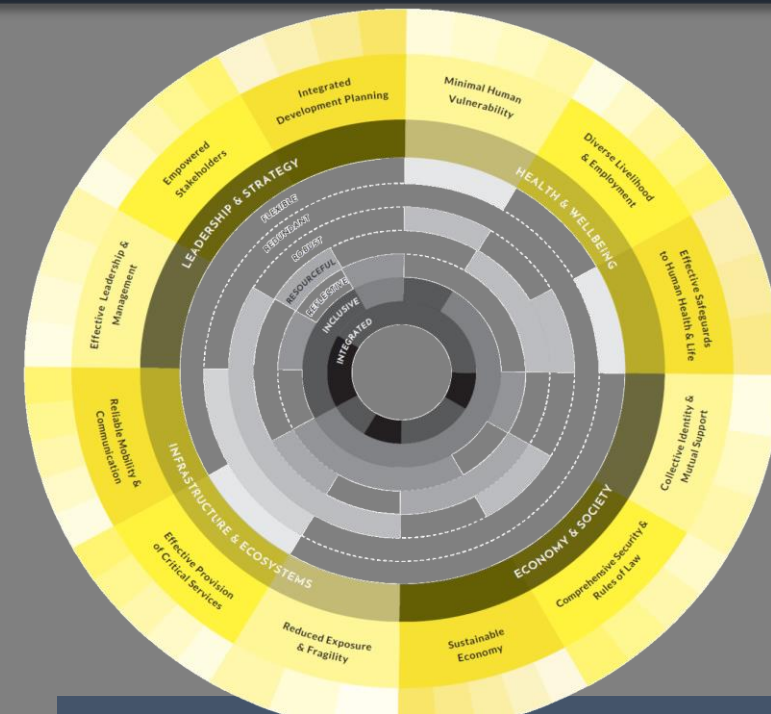 Integrated
Development Planning
Minimal Human
Vulnerability
Empowered
Stakeholders
Diverse Livelihood
& Employment
LEADERSHIP & STRATEGY
HEALTH & WELLBEING
Effective Leadership &
Management
Effective Safeguards
to Human Health & Life
FLEXIBLE
REDUNDANT
ROBUST
RESOURCEFUL
REFLECTIVE
INCLUSIVE
INTEGRATED
Reliable Mobility &
Communication
Collective Identity &
Mutual Support
INFRASTRUCTURE & ECOSYSTEMS
ECONOMY & SOCIETY
Effective Provision
of Critical Services
Comprehensive Security &
Rules of Law
Reduced Exposure
& Fragility
Sustainable
Economy